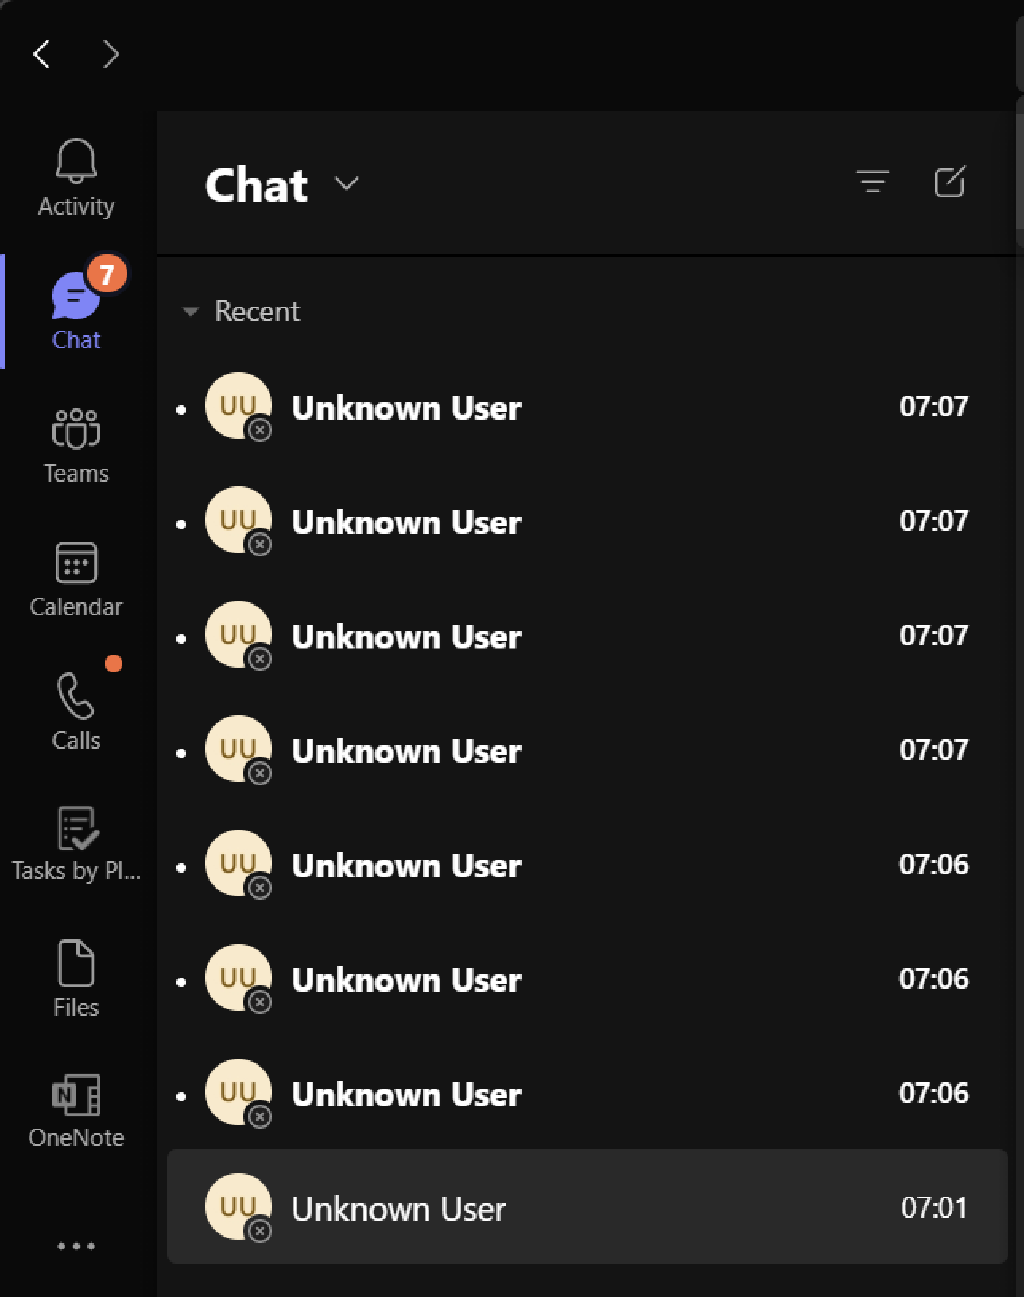 Activity
7
Chat
Teams
Calendar
Calls
Tasks by Pl...
Files
N
OneNote
Chat
Recent
UU Unknown User 07:07
UU Unknown User 07:07
UU Unknown User 07:07
UU Unknown User 07:07
UU Unknown User 07:06
UU Unknown User 07:06
UU Unknown User 07:06
UU Unknown User 07:01